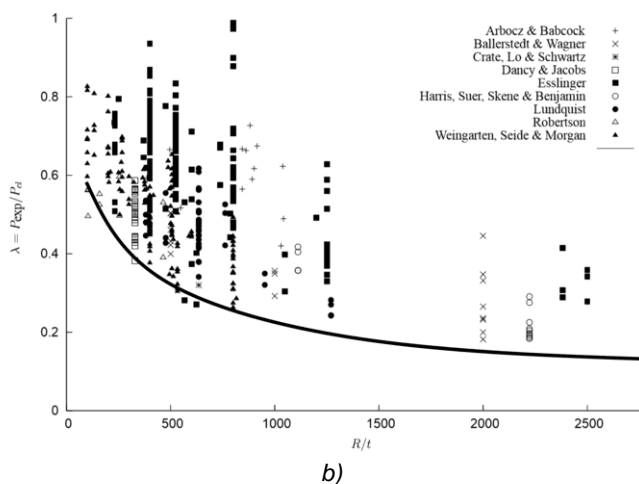 1
0.8
0.6
0.4
0.2
0
λ = Pexp/Pel
0 500 1000 1500 2000 2500
R/t
Arbocz & Babcock
Ballerstedt & Wagner
Crate, Lo & Schwartz
Dancy & Jacobs
Esslinger
Harris, Suer, Skene & Benjamin
Lundquist
Robertson
Weingarten, Seide & Morgan
b)